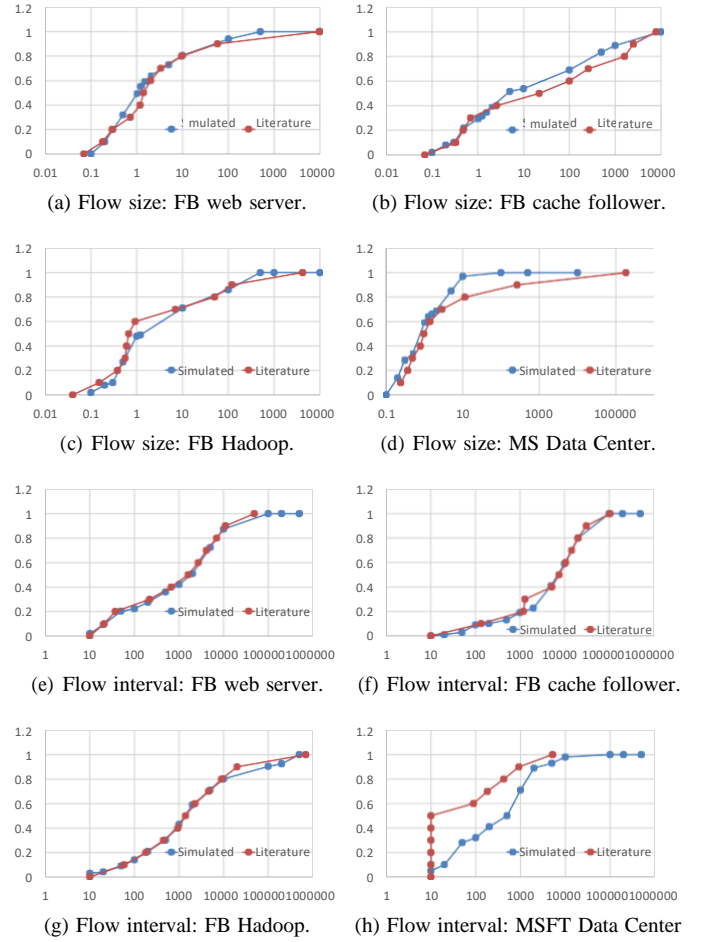 1.2 1.2
1 1
0.8 0.8
0.6 0.6
0.4 0.4
0.2 Simulated Literature 0.2 Simulated Literature
0 0
0.01 0.1 1 10 100 1000 10000 0.01 0.1 1 10 100 1000 10000
(a) Flow size: FB web server. (b) Flow size: FB cache follower.
1.2 1.2
1 1
0.8 0.8
0.6 0.6
0.4 0.4
0.2 Simulated Literature 0.2 Simulated Literature
0 0
0.01 0.1 1 10 100 1000 10000 0.1 10 1000 100000
(c) Flow size: FB Hadoop. (d) Flow size: MS Data Center.
1.2 1.2
1 1
0.8 0.8
0.6 0.6
0.4 0.4
0.2 Simulated Literature 0.2 Simulated Literature
0 0
1 10 100 1000 10000 100000 1000000 1 10 100 1000 10000 100000 1000000
(e) Flow interval: FB web server. (f) Flow interval: FB cache follower.
1.2 1.2
1 1
0.8 0.8
0.6 0.6
0.4 0.4
0.2 Simulated Literature 0.2 Simulated Literature
0 0
1 10 100 1000 10000 100000 1000000 1 10 100 1000 10000 100000 1000000
(g) Flow interval: FB Hadoop. (h) Flow interval: MSFT Data Center